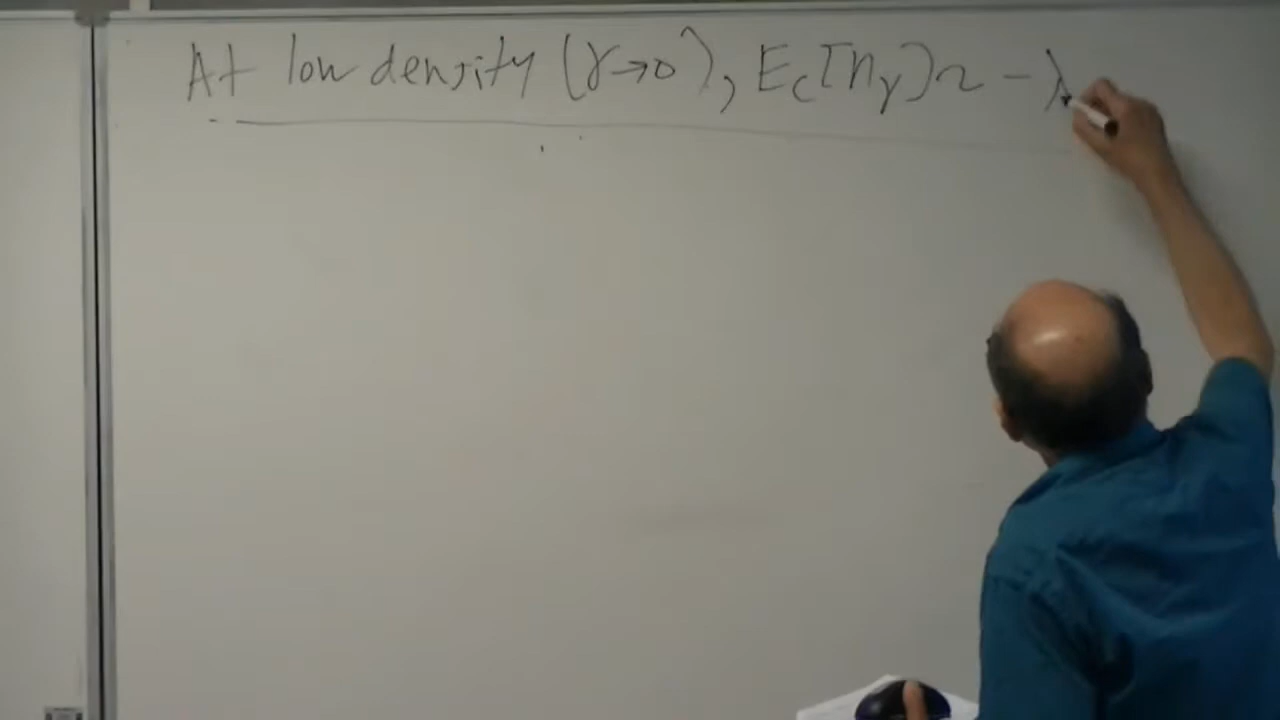 At low density (γ→0), E_c[n_γ] ~ -λ